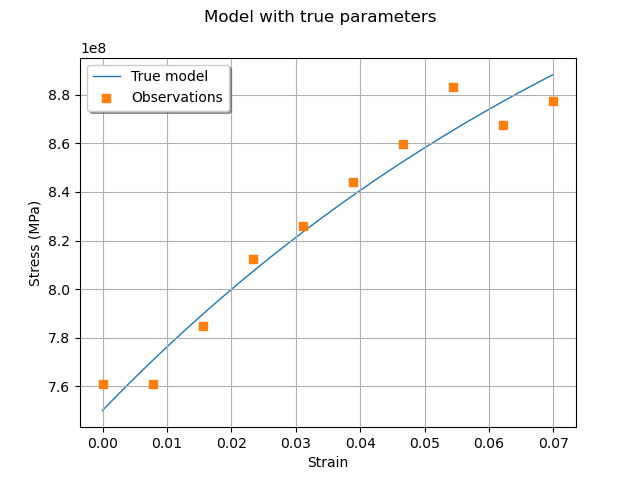 Model with true parameters
1e8
True model
Observations
8.8
8.6
8.4
8.2
8.0
7.8
7.6
Stress (MPa)
0.00 0.01 0.02 0.03 0.04 0.05 0.06 0.07
Strain